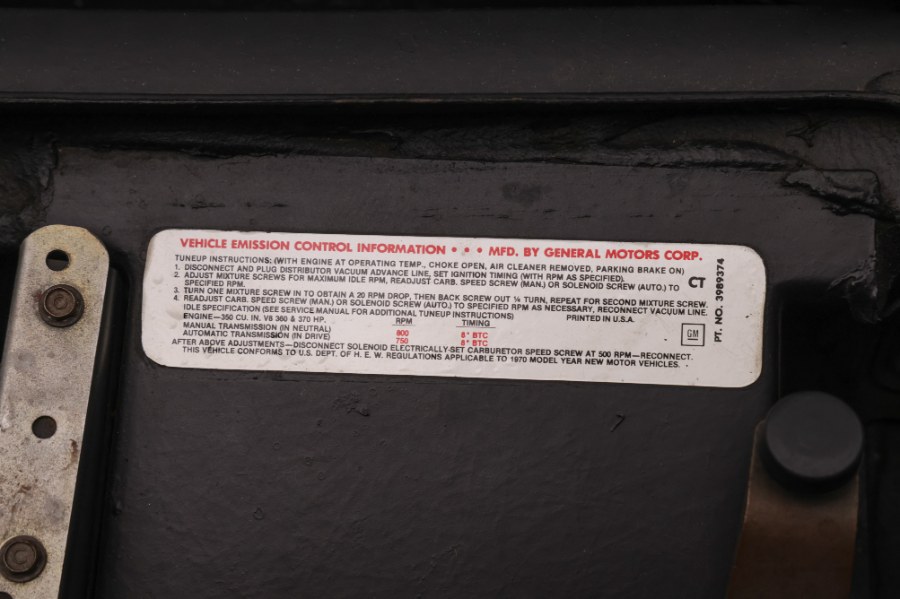 VEHICLE EMISSION CONTROL INFORMATION • • • MFD. BY GENERAL MOTORS CORP.
TUNEUP INSTRUCTIONS: (WITH ENGINE AT OPERATING TEMP., CHOKE OPEN, AIR CLEANER REMOVED, PARKING BRAKE ON)
1. DISCONNECT AND PLUG DISTRIBUTOR VACUUM ADVANCE LINE, SET IGNITION TIMING (WITH RPM AS SPECIFIED).
2. ADJUST MIXTURE SCREWS FOR MAXIMUM IDLE RPM, READJUST CARB. SPEED SCREW (MAN.) OR SOLENOID SCREW (AUTO.) TO
SPECIFIED RPM.
3. TURN ONE MIXTURE SCREW IN TO OBTAIN A 20 RPM DROP, THEN BACK SCREW OUT ¼ TURN, REPEAT FOR SECOND MIXTURE SCREW.
4. READJUST CARB. SPEED SCREW (MAN.) OR SOLENOID SCREW (AUTO.) TO SPECIFIED RPM AS NECESSARY, RECONNECT VACUUM LINE.
IDLE SPECIFICATION (SEE SERVICE MANUAL FOR ADDITIONAL TUNEUP INSTRUCTIONS)
ENGINE—350 CU. IN. V8 360 & 370 HP. RPM TIMING PRINTED IN U.S.A.
MANUAL TRANSMISSION (IN NEUTRAL) 800 8° BTC
AUTOMATIC TRANSMISSION (IN DRIVE) 750 8° BTC
AFTER ABOVE ADJUSTMENTS—DISCONNECT SOLENOID ELECTRICALLY-SET CARBURETOR SPEED SCREW AT 500 RPM—RECONNECT.
THIS VEHICLE CONFORMS TO U.S. DEPT. OF H. E. W. REGULATIONS APPLICABLE TO 1970 MODEL YEAR NEW MOTOR VEHICLES.
CT
GM
PT. NO. 3989374